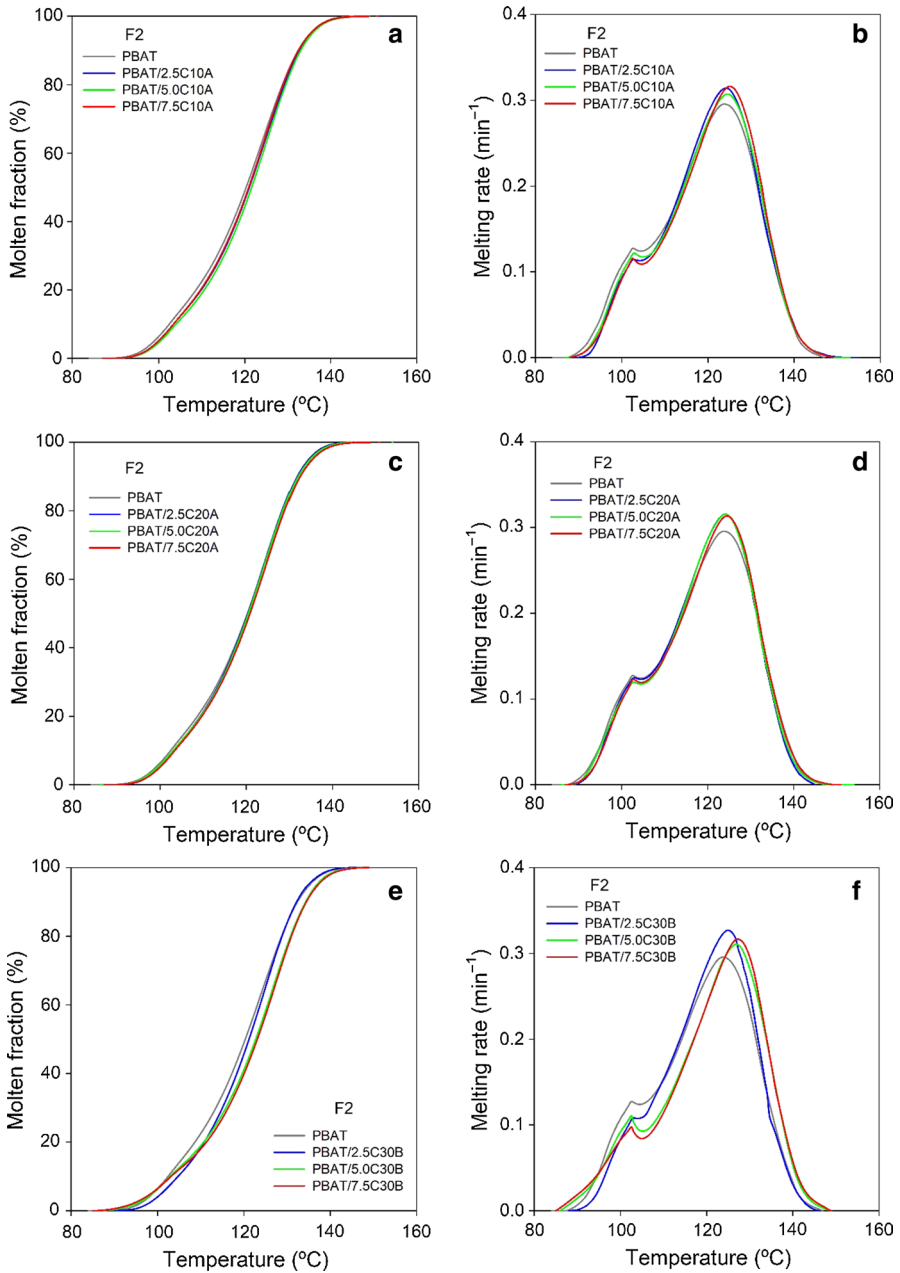 a
F2
PBAT
PBAT/2.5C10A
PBAT/5.0C10A
PBAT/7.5C10A
Molten fraction (%)
100
80
60
40
20
0
80 100 120 140 160
Temperature (ºC)
b
F2
PBAT
PBAT/2.5C10A
PBAT/5.0C10A
PBAT/7.5C10A
Melting rate (min⁻¹)
0.4
0.3
0.2
0.1
0.0
80 100 120 140 160
Temperature (ºC)
c
F2
PBAT
PBAT/2.5C20A
PBAT/5.0C20A
PBAT/7.5C20A
Molten fraction (%)
100
80
60
40
20
0
80 100 120 140 160
Temperature (ºC)
d
F2
PBAT
PBAT/2.5C20A
PBAT/5.0C20A
PBAT/7.5C20A
Melting rate (min⁻¹)
0.4
0.3
0.2
0.1
0.0
80 100 120 140 160
Temperature (ºC)
e
F2
PBAT
PBAT/2.5C30B
PBAT/5.0C30B
PBAT/7.5C30B
Molten fraction (%)
100
80
60
40
20
0
80 100 120 140 160
Temperature (ºC)
f
F2
PBAT
PBAT/2.5C30B
PBAT/5.0C30B
PBAT/7.5C30B
Melting rate (min⁻¹)
0.4
0.3
0.2
0.1
0.0
80 100 120 140 160
Temperature (ºC)